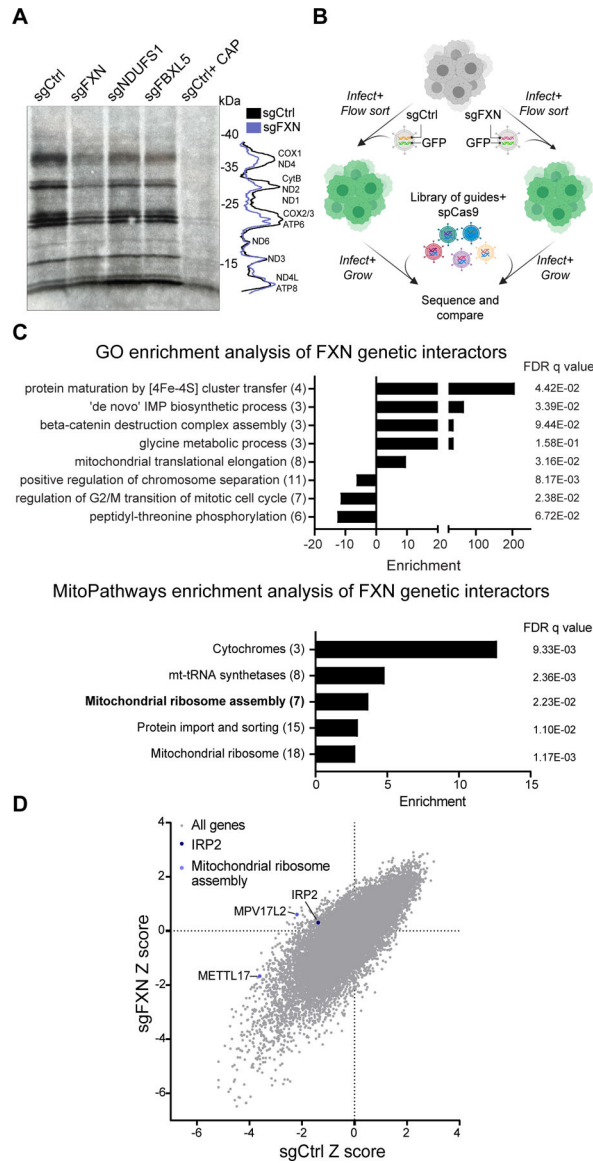 A
sgCtrl
sgFXN
sgNDUFS1
sgFBXL5
sgCtrl+ CAP
kDa
sgCtrl
sgFXN
-40
COX1
ND4
-35
CytB
ND2
ND1
-25
COX2/3
ATP6
ND6
-15
ND3
ND4L
ATP8
B
Infect+
Flow sort
sgCtrl
sgFXN
Infect+
Flow sort
GFP
GFP
Library of guides+
spCas9
Infect+
Grow
Infect+
Grow
Sequence and
compare
C
GO enrichment analysis of FXN genetic interactors
FDR q value
protein maturation by [4Fe-4S] cluster transfer (4) 4.42E-02
'de novo' IMP biosynthetic process (3) 3.39E-02
beta-catenin destruction complex assembly (3) 9.44E-02
glycine metabolic process (3) 1.58E-01
mitochondrial translational elongation (8) 3.16E-02
positive regulation of chromosome separation (11) 8.17E-03
regulation of G2/M transition of mitotic cell cycle (7) 2.38E-02
peptidyl-threonine phosphorylation (6) 6.72E-02
-20 -10 0 10 20 100 200
Enrichment
MitoPathways enrichment analysis of FXN genetic interactors
FDR q value
Cytochromes (3) 9.33E-03
mt-tRNA synthetases (8) 2.36E-03
Mitochondrial ribosome assembly (7) 2.23E-02
Protein import and sorting (15) 1.10E-02
Mitochondrial ribosome (18) 1.17E-03
0 5 10 15
Enrichment
D
All genes
IRP2
Mitochondrial ribosome
assembly
IRP2
MPV17L2
METTL17
4
2
0
-2
-4
-6
sgFXN Z score
-6 -4 -2 0 2 4
sgCtrl Z score